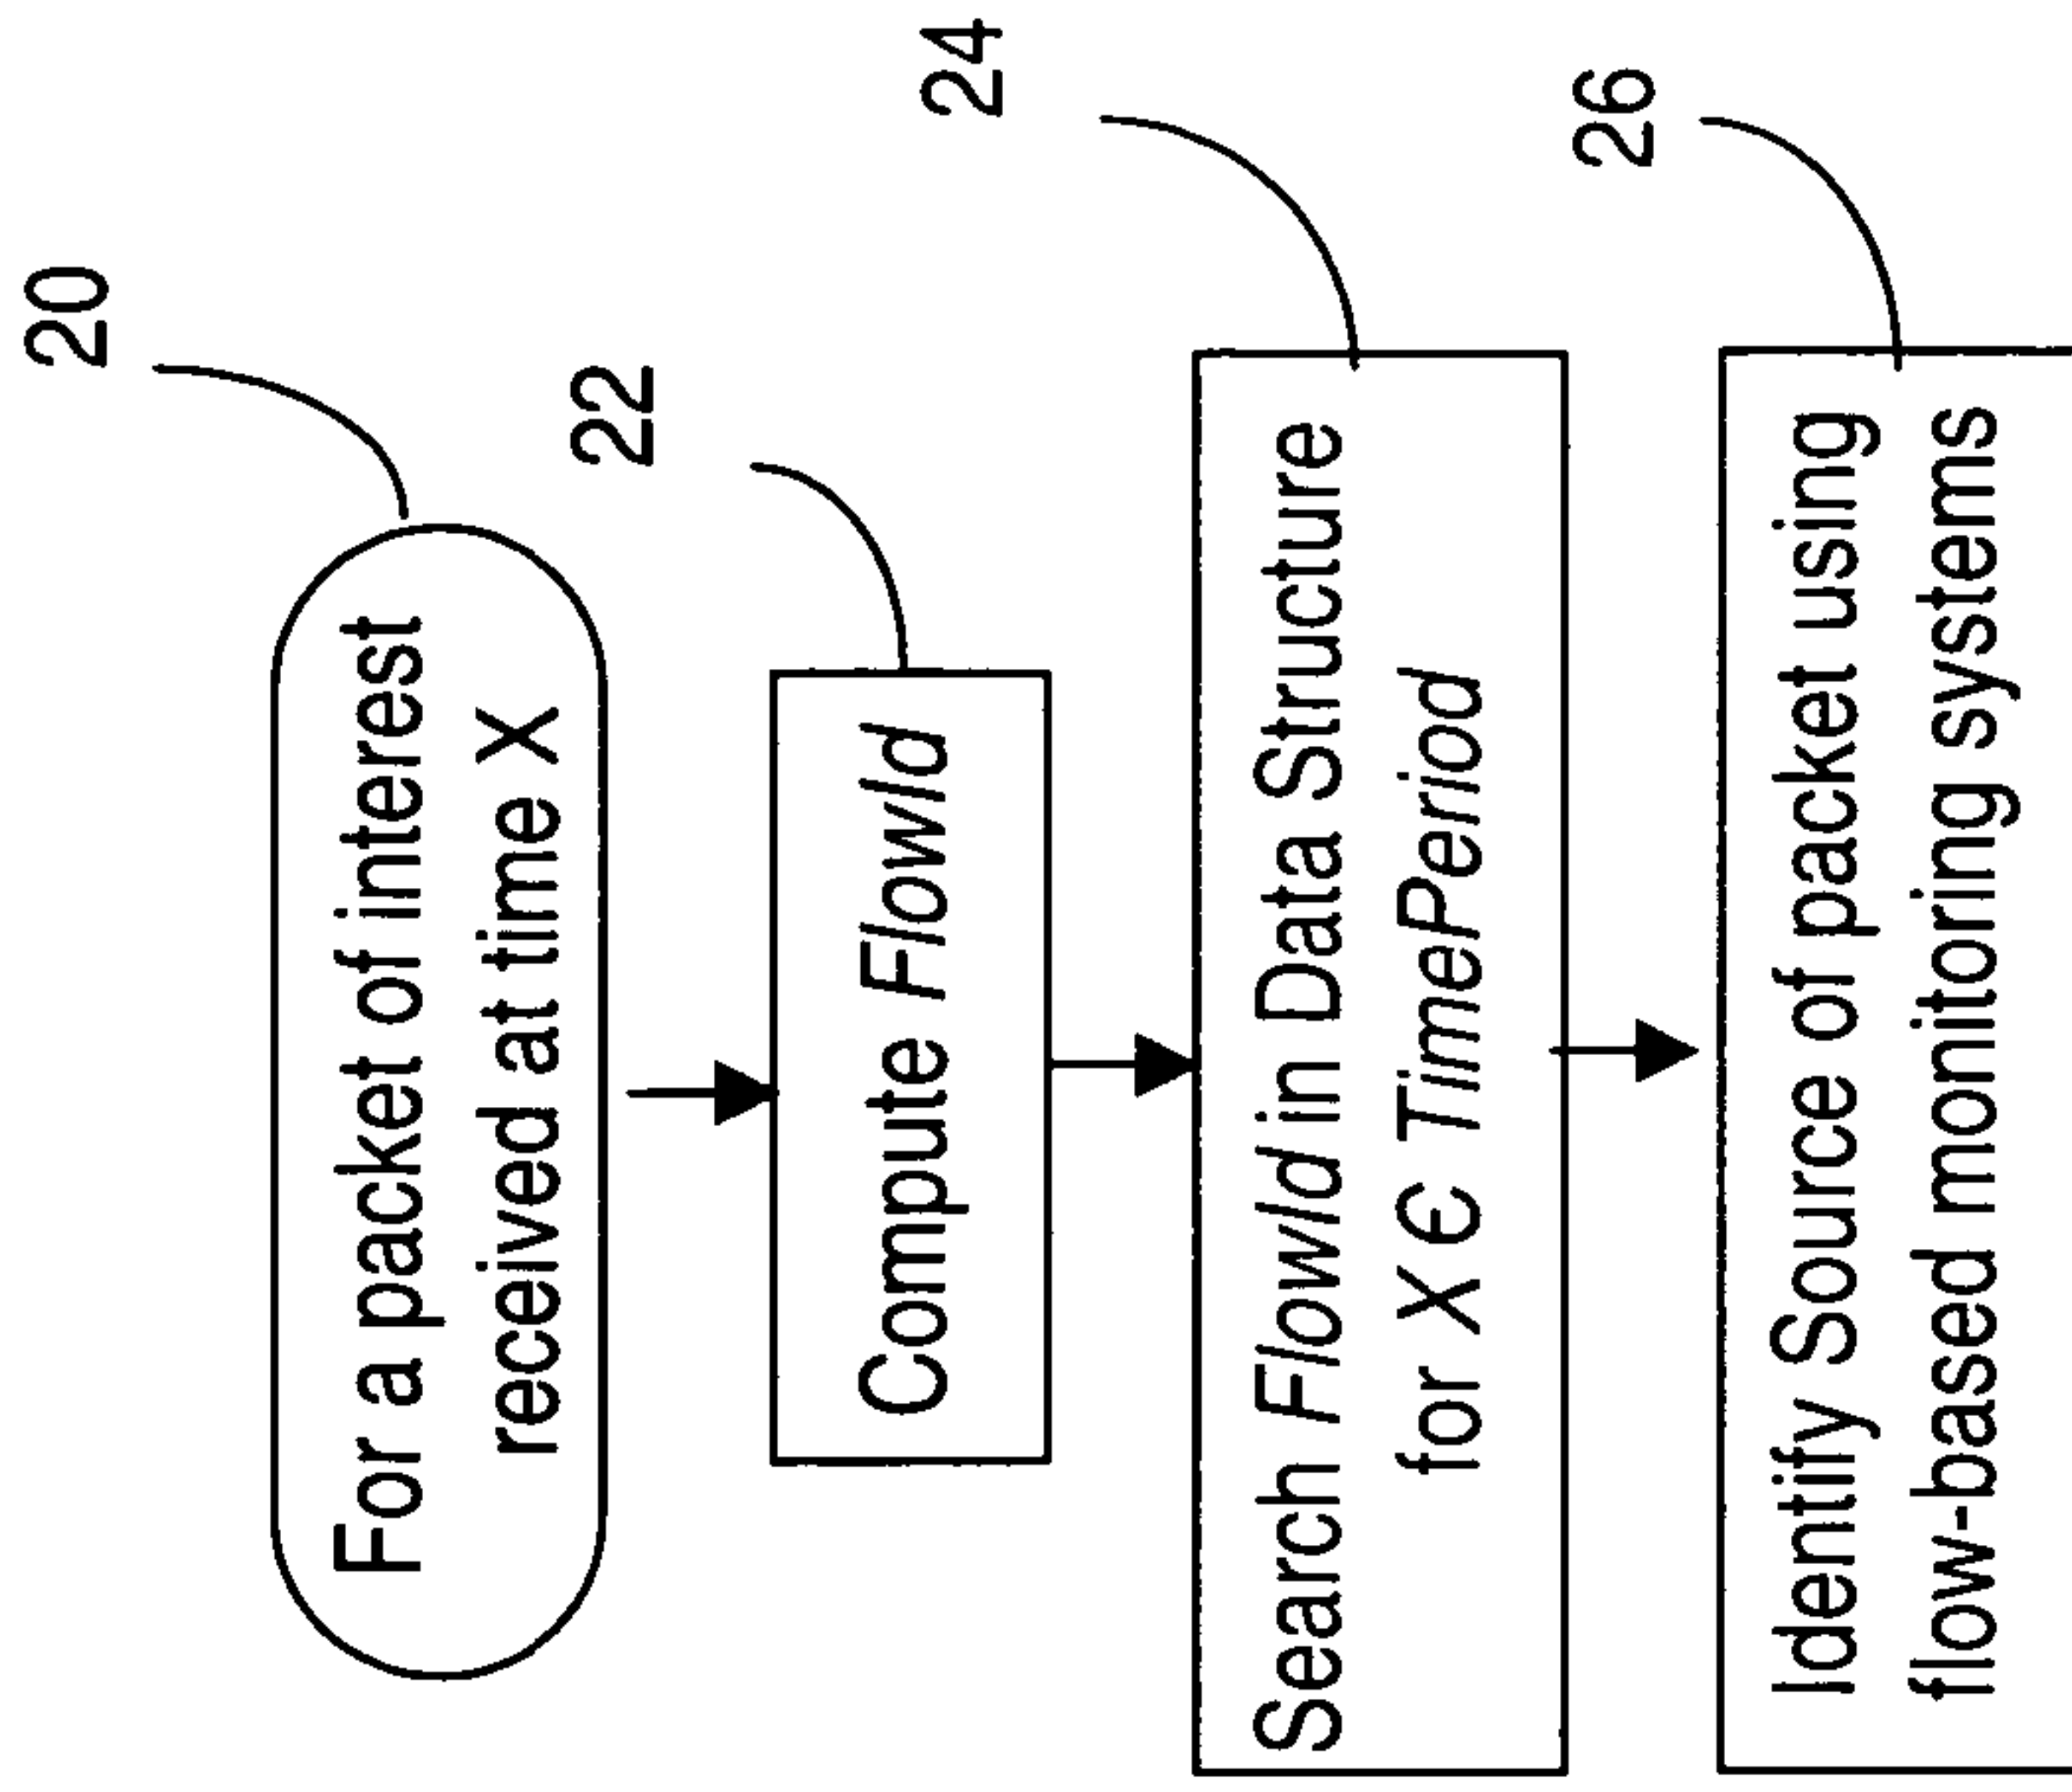 20
For a packet of interest
received at time X
22
Compute FlowId
24
Search FlowId in Data Structure
for X ∈ TimePeriod
26
Identify Source of packet using
flow-based monitoring systems